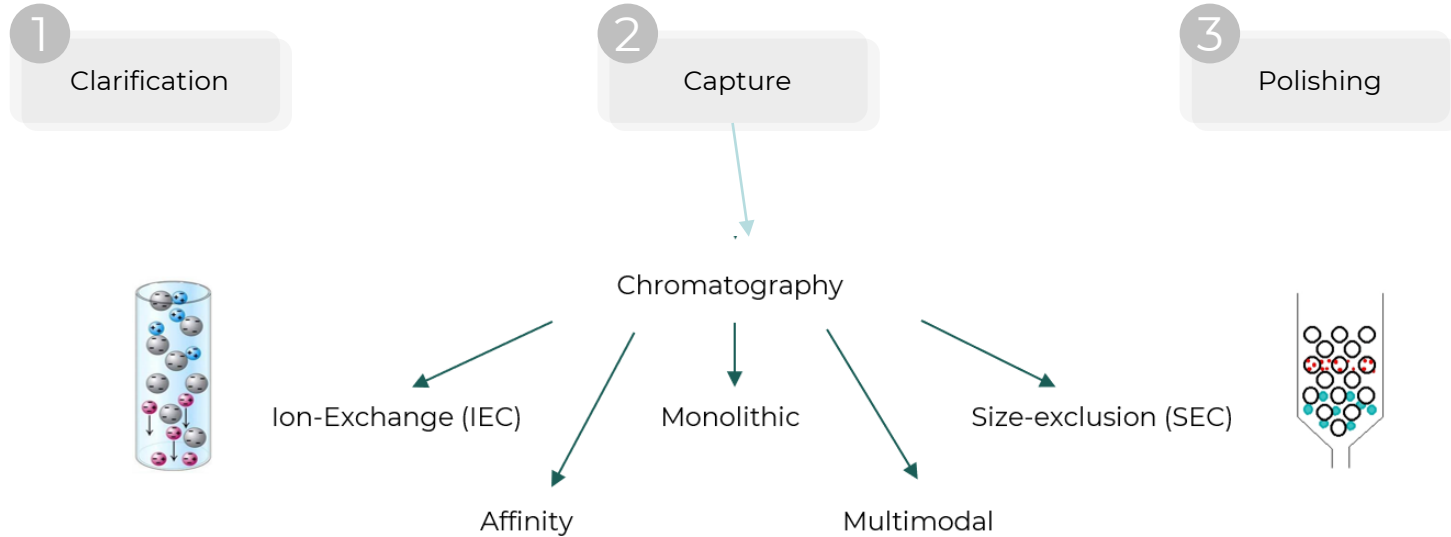 1
Clarification
2
Capture
3
Polishing
Chromatography
Ion-Exchange (IEC)
Monolithic
Size-exclusion (SEC)
Affinity
Multimodal